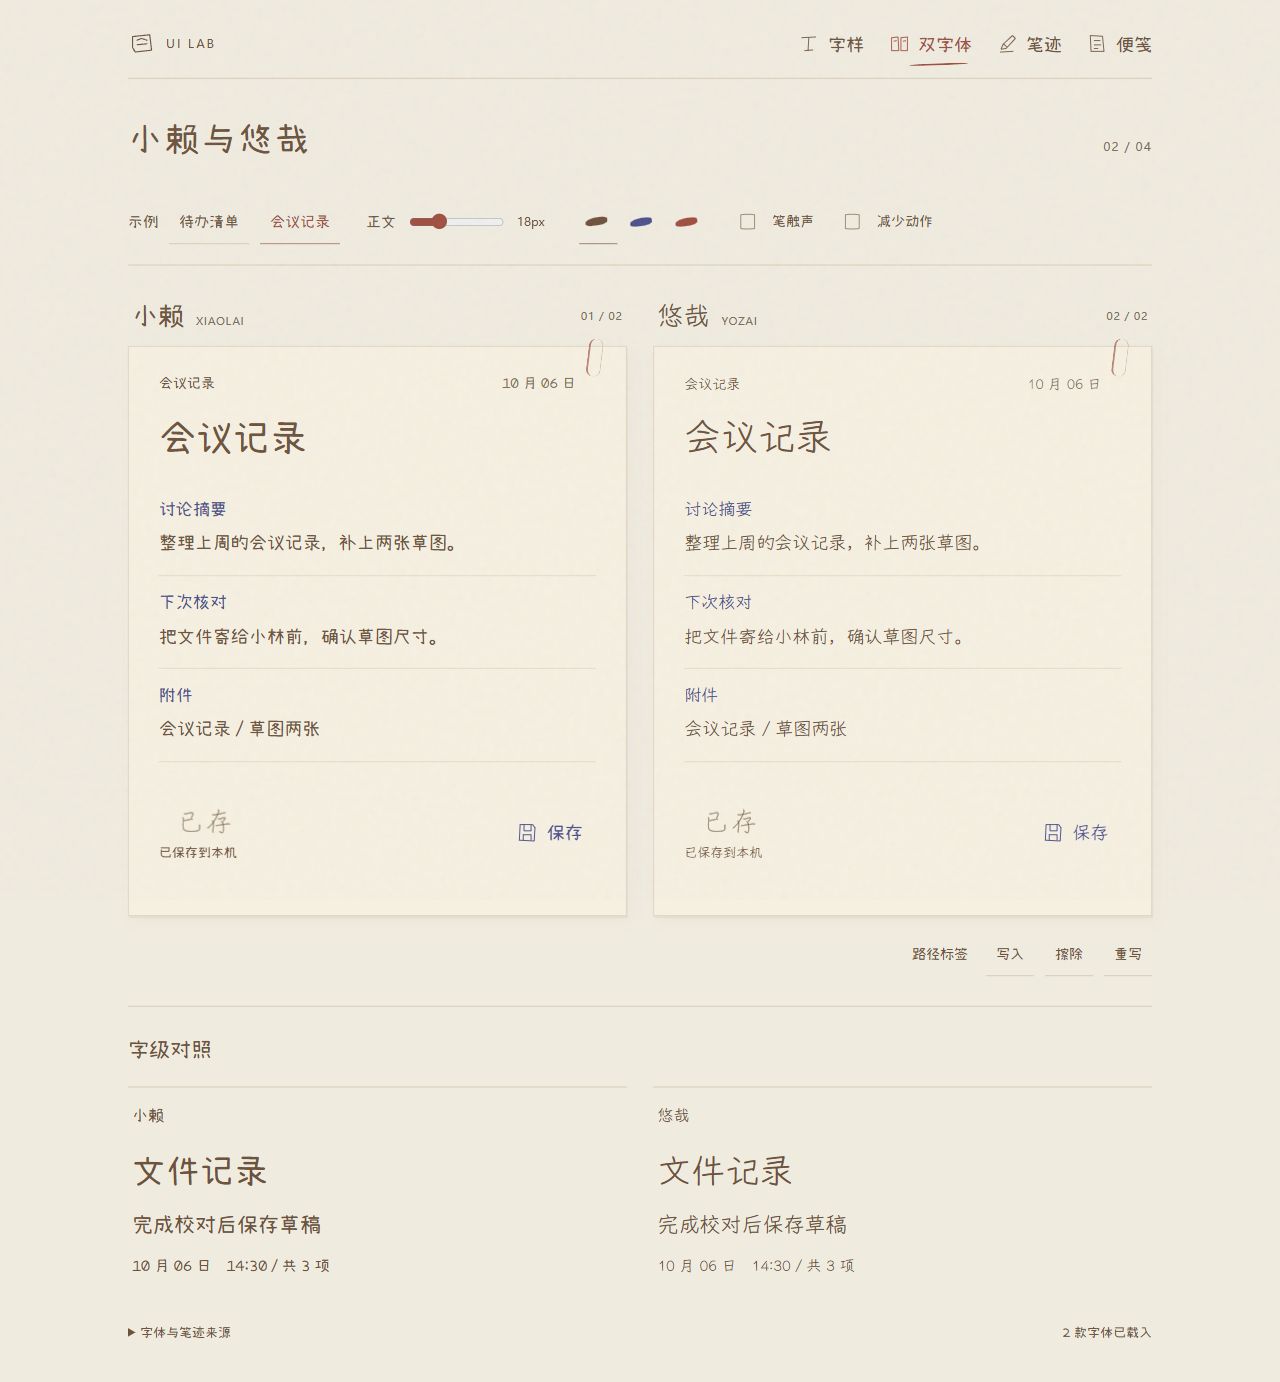 UI LAB
字样 双字体 笔迹 便笺
小赖与悠哉
02 / 04
示例 待办清单 会议记录 正文 18px 笔触声 减少动作
小赖 XIAOLAI 01 / 02
会议记录 10 月 06 日
会议记录
讨论摘要
整理上周的会议记录，补上两张草图。
下次核对
把文件寄给小林前，确认草图尺寸。
附件
会议记录 / 草图两张
已存
已保存到本机
保存
悠哉 YOZAI 02 / 02
会议记录 10 月 06 日
会议记录
讨论摘要
整理上周的会议记录，补上两张草图。
下次核对
把文件寄给小林前，确认草图尺寸。
附件
会议记录 / 草图两张
已存
已保存到本机
保存
路径标签 写入 擦除 重写
字级对照
小赖
文件记录
完成校对后保存草稿
10 月 06 日 14:30 / 共 3 项
悠哉
文件记录
完成校对后保存草稿
10 月 06 日 14:30 / 共 3 项
字体与笔迹来源
2 款字体已载入